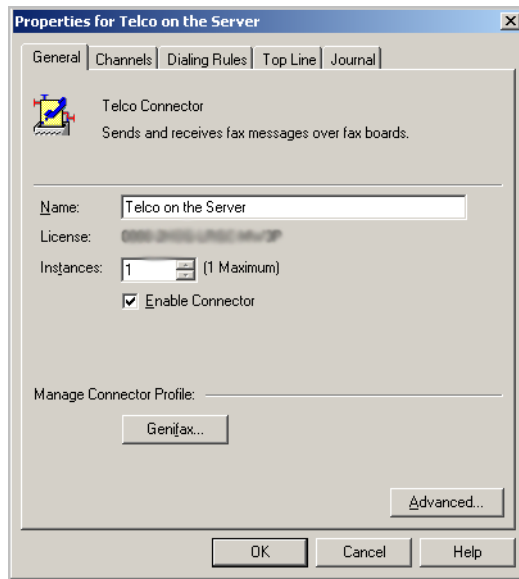 Properties for Telco on the Server
General Channels Dialing Rules Top Line Journal
Telco Connector
Sends and receives fax messages over fax boards.
Name: Telco on the Server
License:
Instances: 1 (1 Maximum)
Enable Connector
Manage Connector Profile:
Genifax...
Advanced...
OK Cancel Help